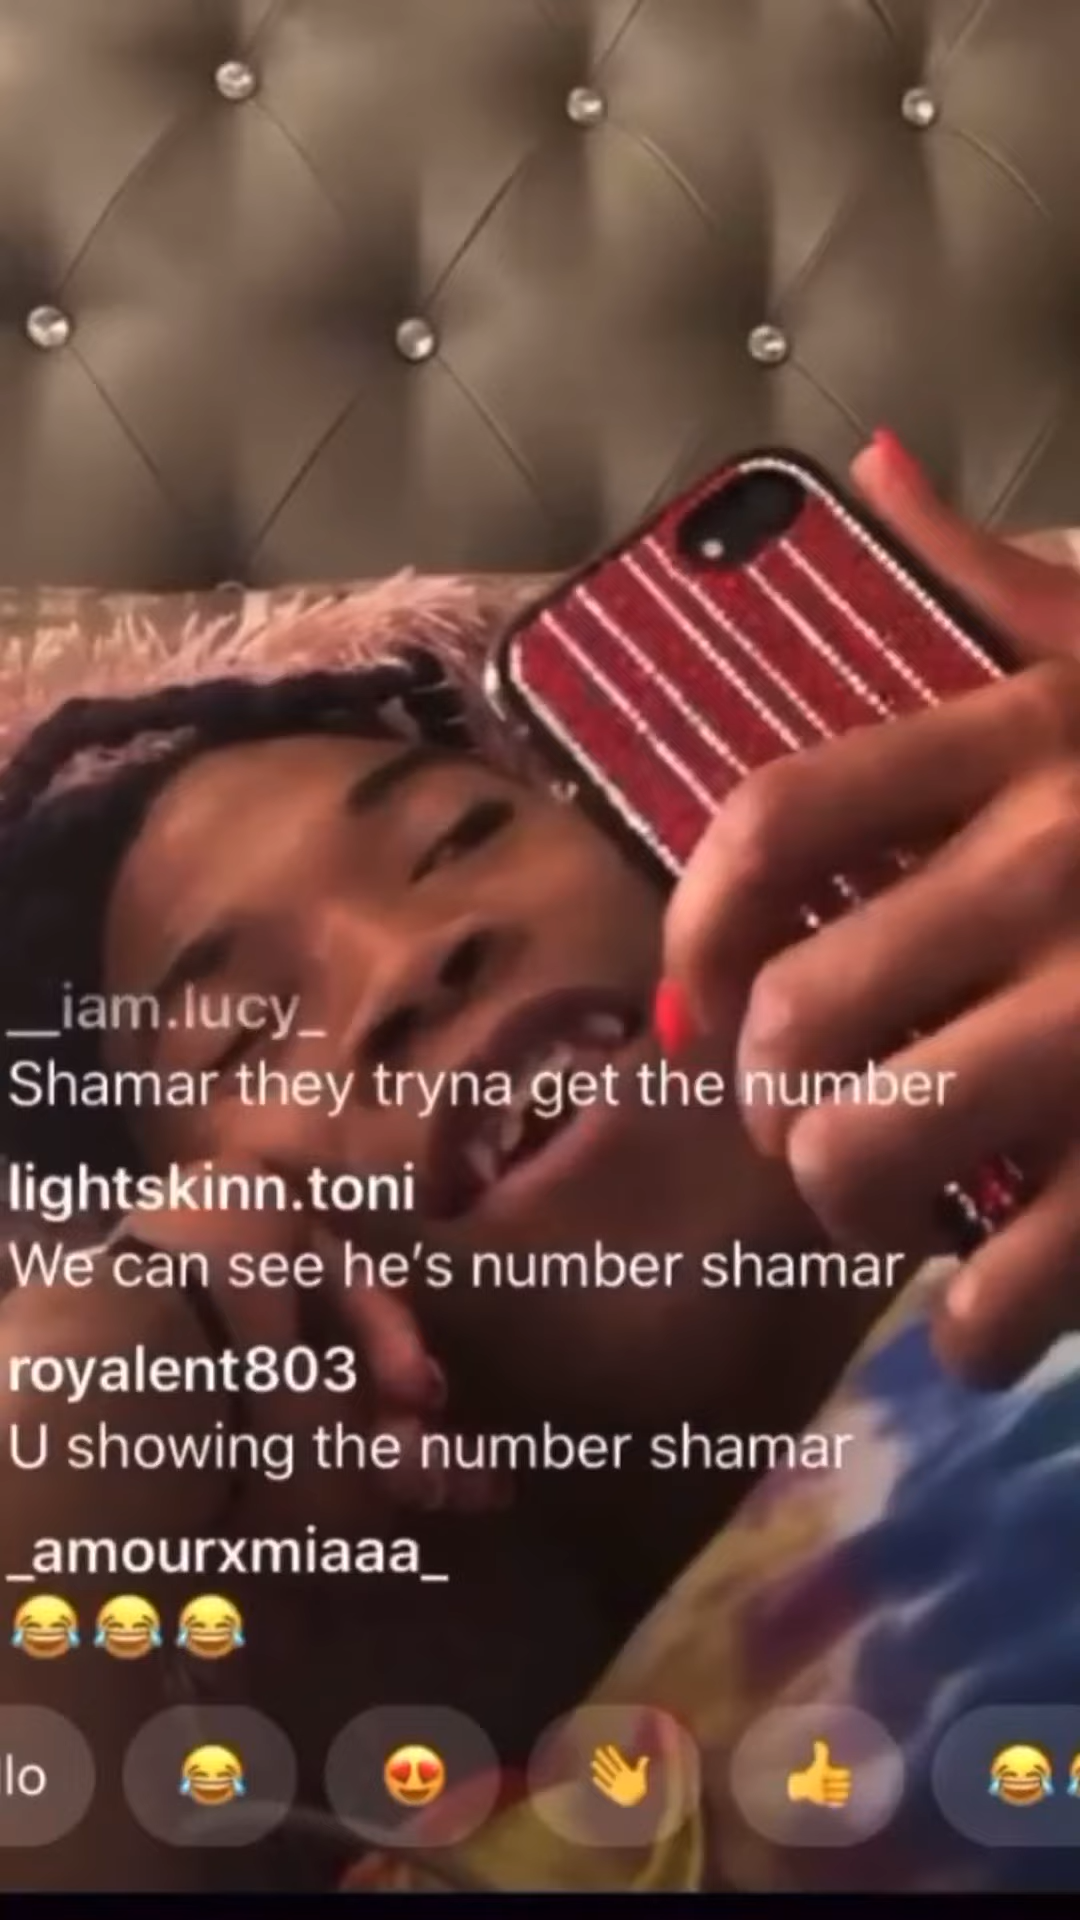 __iam.lucy_
Shamar they tryna get the number
lightskinn.toni
We can see he’s number shamar
royalent803
U showing the number shamar
_amourxmiaaa_
😂😂😂
lo